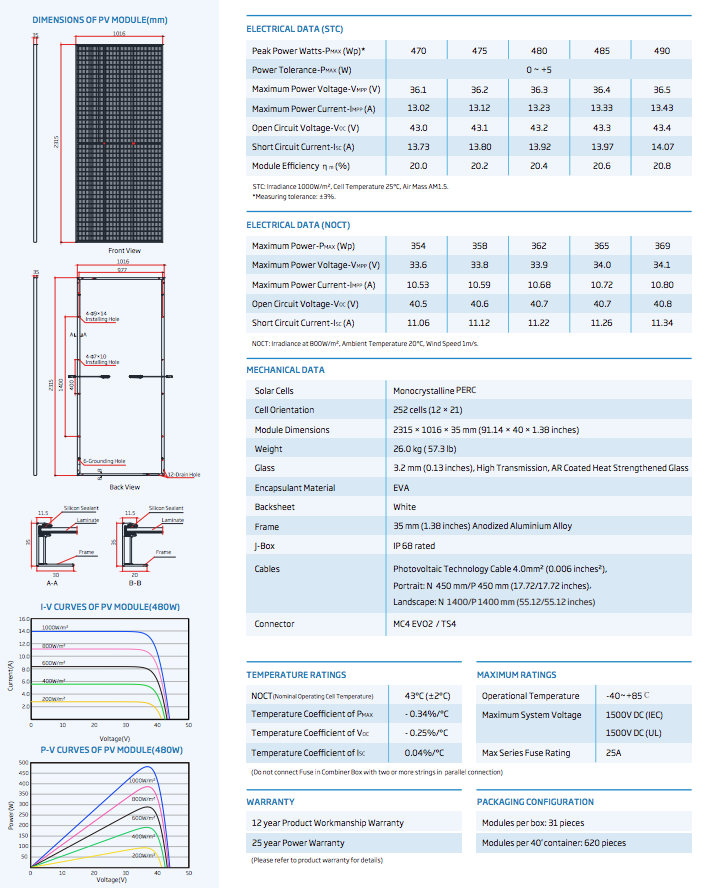 DIMENSIONS OF PV MODULE(mm)
35
1016
2315
Front View
1016
977
35
4-φ9×14
Installing Hole
A A
4-φ7×10
Installing Hole
2315
1400
400
6-Grounding Hole
12-Drain Hole
Back View
11.5
Silicon Sealant
Laminate
35
Frame
30
A-A
11.5
Silicon Sealant
Laminate
35
Frame
20
B-B
I-V CURVES OF PV MODULE(480W)
Current(A)
16.0
14.0
12.0
10.0
8.0
6.0
4.0
2.0
1000W/m²
800W/m²
600W/m²
400W/m²
200W/m²
0 10 20 30 40 50
Voltage(V)
P-V CURVES OF PV MODULE(480W)
Power(W)
500
450
400
350
300
250
200
150
100
50
1000W/m²
800W/m²
600W/m²
400W/m²
200W/m²
0 10 20 30 40 50
Voltage(V)
ELECTRICAL DATA (STC)
Peak Power Watts-PMAX (Wp)* 470 475 480 485 490
Power Tolerance-PMAX (W) 0 ~ +5
Maximum Power Voltage-VMPP (V) 36.1 36.2 36.3 36.4 36.5
Maximum Power Current-IMPP (A) 13.02 13.12 13.23 13.33 13.43
Open Circuit Voltage-VOC (V) 43.0 43.1 43.2 43.3 43.4
Short Circuit Current-ISC (A) 13.73 13.80 13.92 13.97 14.07
Module Efficiency η m (%) 20.0 20.2 20.4 20.6 20.8
STC: Irradiance 1000W/m², Cell Temperature 25°C, Air Mass AM1.5.
*Measuring tolerance: ±3%.
ELECTRICAL DATA (NOCT)
Maximum Power-PMAX (Wp) 354 358 362 365 369
Maximum Power Voltage-VMPP (V) 33.6 33.8 33.9 34.0 34.1
Maximum Power Current-IMPP (A) 10.53 10.59 10.68 10.72 10.80
Open Circuit Voltage-VOC (V) 40.5 40.6 40.7 40.7 40.8
Short Circuit Current-ISC (A) 11.06 11.12 11.22 11.26 11.34
NOCT: Irradiance at 800W/m², Ambient Temperature 20°C, Wind Speed 1m/s.
MECHANICAL DATA
Solar Cells Monocrystalline PERC
Cell Orientation 252 cells (12 × 21)
Module Dimensions 2315 × 1016 × 35 mm (91.14 × 40 × 1.38 inches)
Weight 26.0 kg ( 57.3 lb)
Glass 3.2 mm (0.13 inches), High Transmission, AR Coated Heat Strengthened Glass
Encapsulant Material EVA
Backsheet White
Frame 35 mm (1.38 inches) Anodized Aluminium Alloy
J-Box IP 68 rated
Cables Photovoltaic Technology Cable 4.0mm² (0.006 inches²),
Portrait: N 450 mm/P 450 mm (17.72/17.72 inches),
Landscape: N 1400/P 1400 mm (55.12/55.12 inches)
Connector MC4 EVO2 / TS4
TEMPERATURE RATINGS
NOCT (Nominal Operating Cell Temperature) 43°C (±2°C)
Temperature Coefficient of PMAX - 0.34%/°C
Temperature Coefficient of VOC - 0.25%/°C
Temperature Coefficient of ISC 0.04%/°C
(Do not connect Fuse in Combiner Box with two or more strings in parallel connection)
MAXIMUM RATINGS
Operational Temperature -40~+85℃
Maximum System Voltage 1500V DC (IEC)
1500V DC (UL)
Max Series Fuse Rating 25A
WARRANTY
12 year Product Workmanship Warranty
25 year Power Warranty
(Please refer to product warranty for details)
PACKAGING CONFIGURATION
Modules per box: 31 pieces
Modules per 40' container: 620 pieces